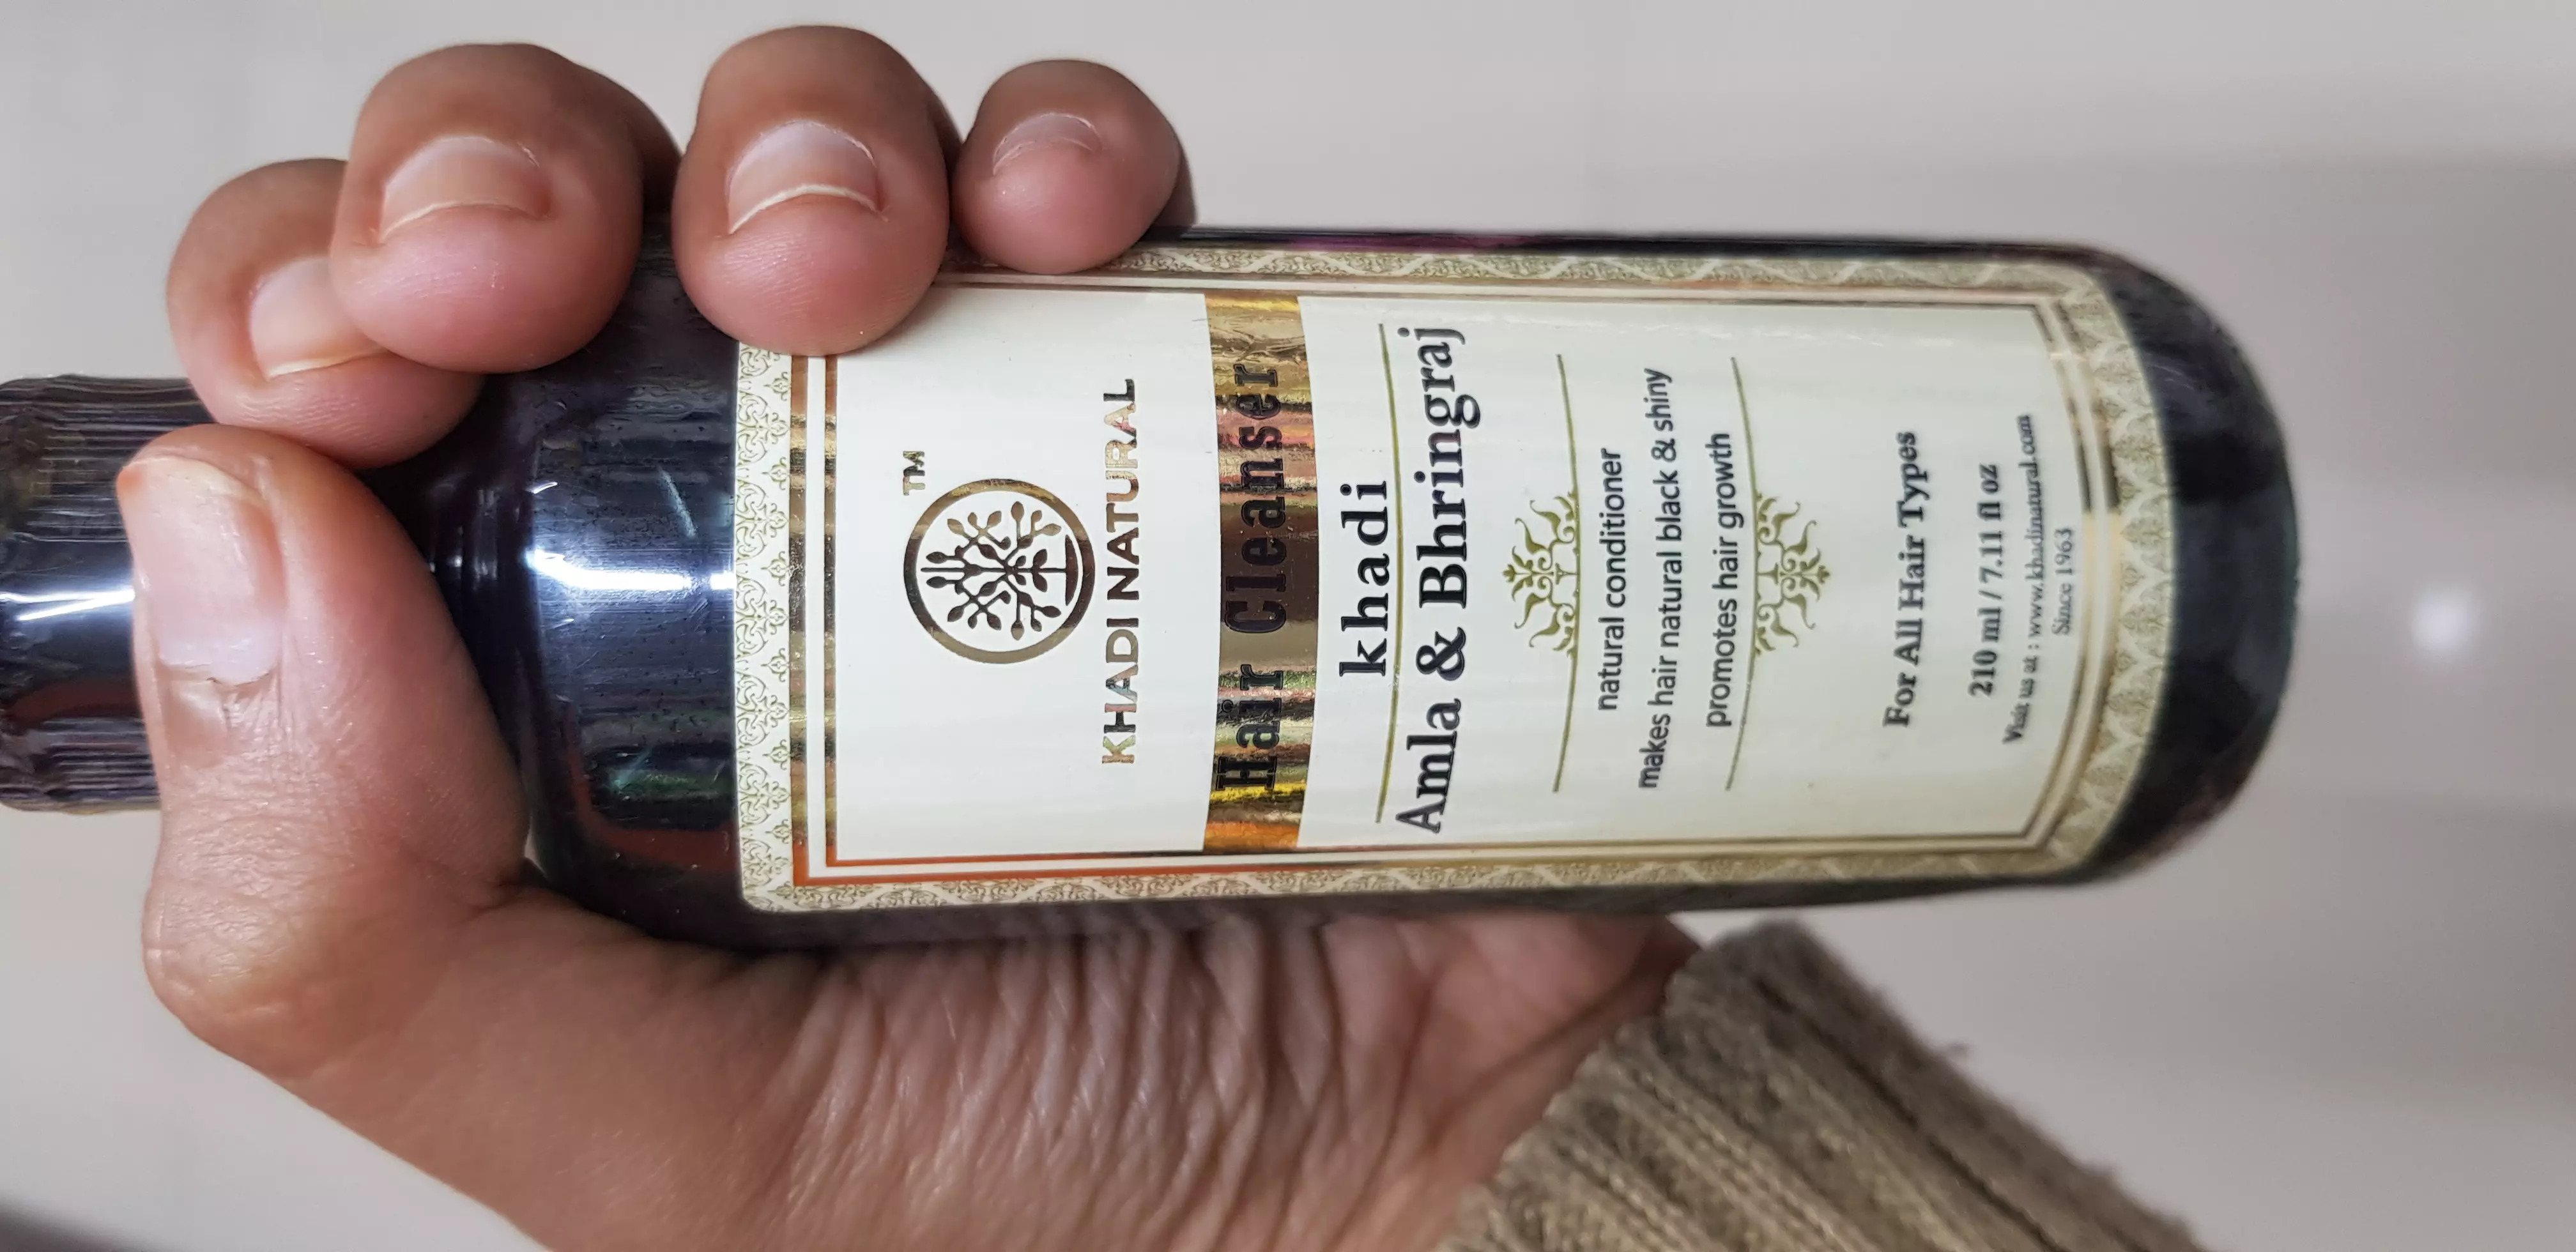 TM
KHADI NATURAL
Hair Cleanser
khadi
Amla & Bhringraj
natural conditioner
makes hair natural black & shiny
promotes hair growth
For All Hair Types
210 ml / 7.11 fl oz
Visit us at : www.khadinatural.com
Since 1963